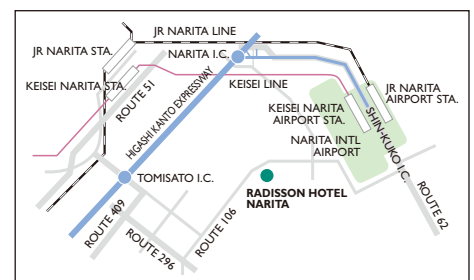 JR NARITA LINE
JR NARITA STA.
NARITA I.C.
KEISEI NARITA STA.
ROUTE 51
HIGASHI KANTO EXPRESSWAY
KEISEI LINE
JR NARITA
AIRPORT STA.
KEISEI NARITA
AIRPORT STA.
SHIN-KUKO I.C.
NARITA INTL
AIRPORT
TOMISATO I.C.
RADISSON HOTEL
NARITA
ROUTE 62
ROUTE 409
ROUTE 106
ROUTE 296